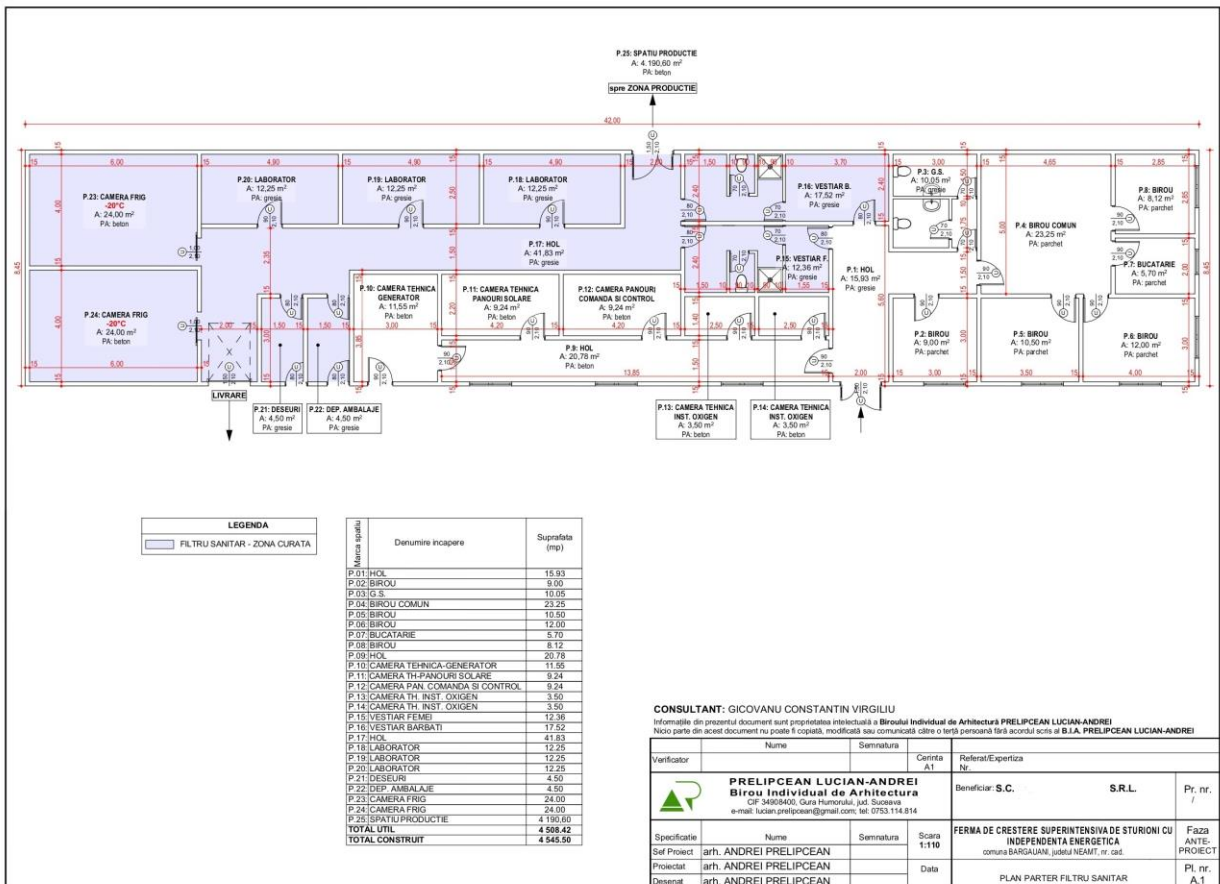 P.25: SPATIU PRODUCTIE
A: 4.190,60 m²
PA: beton
spre ZONA PRODUCTIE
42,00
P.23: CAMERA FRIG
-20°C
A: 24,00 m²
PA: beton
P.20: LABORATOR
A: 12,25 m²
PA: gresie
P.19: LABORATOR
A: 12,25 m²
PA: gresie
P.18: LABORATOR
A: 12,25 m²
PA: gresie
P.16: VESTIAR B.
A: 17,52 m²
PA: gresie
P.3: G.S.
A: 10,05 m²
PA: gresie
P.4: BIROU COMUN
A: 23,25 m²
PA: parchet
P.8: BIROU
A: 8,12 m²
PA: parchet
P.17: HOL
A: 41,83 m²
PA: gresie
P.15: VESTIAR F.
A: 12,36 m²
PA: gresie
P.1: HOL
A: 15,93 m²
PA: gresie
P.7: BUCATARIE
A: 5,70 m²
PA: parchet
P.24: CAMERA FRIG
-20°C
A: 24,00 m²
PA: beton
P.10: CAMERA TEHNICA
GENERATOR
A: 11,55 m²
PA: beton
P.11: CAMERA TEHNICA
PANOURI SOLARE
A: 9,24 m²
PA: beton
P.12: CAMERA PANOURI
COMANDA SI CONTROL
A: 9,24 m²
PA: beton
P.9: HOL
A: 20,78 m²
PA: beton
P.2: BIROU
A: 9,00 m²
PA: parchet
P.5: BIROU
A: 10,50 m²
PA: parchet
P.6: BIROU
A: 12,00 m²
PA: parchet
LIVRARE
P.21: DESEURI
A: 4,50 m²
PA: gresie
P.22: DEP. AMBALAJE
A: 4,50 m²
PA: gresie
P.13: CAMERA TEHNICA
INST. OXIGEN
A: 3,50 m²
PA: beton
P.14: CAMERA TEHNICA
INST. OXIGEN
A: 3,50 m²
PA: beton
LEGENDA
FILTRU SANITAR - ZONA CURATA
Marca spatiu Denumire incapere Suprafata (mp)
P.01: HOL 15.93
P.02: BIROU 9.00
P.03: G.S. 10.05
P.04: BIROU COMUN 23.25
P.05: BIROU 10.50
P.06: BIROU 12.00
P.07: BUCATARIE 5.70
P.08: BIROU 8.12
P.09: HOL 20.78
P.10: CAMERA TEHNICA-GENERATOR 11.55
P.11: CAMERA TH-PANOURI SOLARE 9.24
P.12: CAMERA PAN. COMANDA SI CONTROL 9.24
P.13: CAMERA TH. INST. OXIGEN 3.50
P.14: CAMERA TH. INST. OXIGEN 3.50
P.15: VESTIAR FEMEI 12.36
P.16: VESTIAR BARBATI 17.52
P.17: HOL 41.83
P.18: LABORATOR 12.25
P.19: LABORATOR 12.25
P.20: LABORATOR 12.25
P.21: DESEURI 4.50
P.22: DEP. AMBALAJE 4.50
P.23: CAMERA FRIG 24.00
P.24: CAMERA FRIG 24.00
P.25: SPATIU PRODUCTIE 4 190,60
TOTAL UTIL 4 508.42
TOTAL CONSTRUIT 4 545.50
CONSULTANT: GICOVANU CONSTANTIN VIRGILIU
Informațiile din prezentul document sunt proprietatea intelectuală a Biroului Individual de Arhitectură PRELIPCEAN LUCIAN-ANDREI
Nicio parte din acest document nu poate fi copiată, modificată sau comunicată către o terță persoană fără acordul scris al B.I.A. PRELIPCEAN LUCIAN-ANDREI
Nume Semnatura
Verificator Cerinta A1 Referat/Expertiza Nr.
PRELIPCEAN LUCIAN-ANDREI
Birou Individual de Arhitectura
CIF 34908400, Gura Humorului, jud. Suceava
e-mail: lucian.prelipcean@gmail.com; tel: 0753.114.814
Beneficiar: S.C. S.R.L.
Pr. nr.
/
Specificatie Nume Semnatura Scara 1:110
FERMA DE CRESTERE SUPERINTENSIVA DE STURIONI CU
INDEPENDENTA ENERGETICA
comuna BARGAUANI, judetul NEAMT, nr. cad.
Faza
ANTE-
PROIECT
Sef Proiect arh. ANDREI PRELIPCEAN
Proiectat arh. ANDREI PRELIPCEAN
Data
Desenat arh. ANDREI PRELIPCEAN
PLAN PARTER FILTRU SANITAR
Pl. nr.
A.1